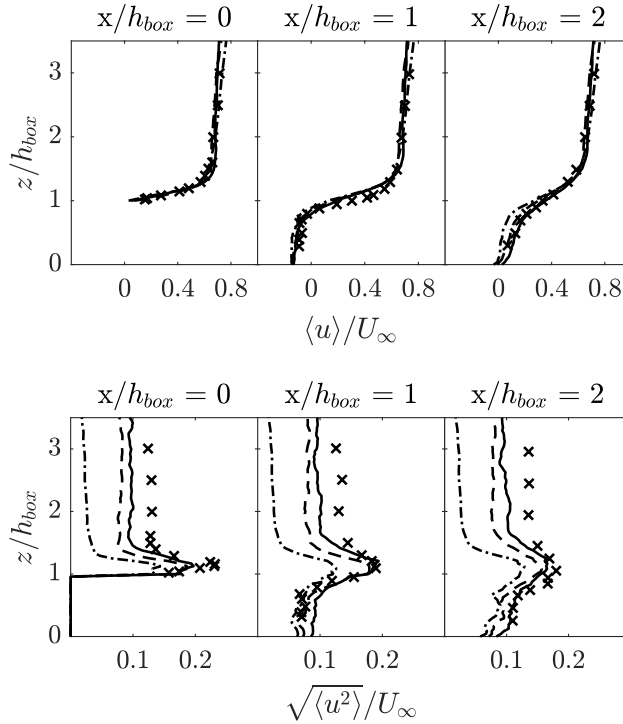 x/h_box = 0 x/h_box = 1 x/h_box = 2
z/h_box
3
2
1
0
0 0.4 0.8 0 0.4 0.8 0 0.4 0.8
⟨u⟩/U_∞
x/h_box = 0 x/h_box = 1 x/h_box = 2
z/h_box
3
2
1
0
0.1 0.2 0.1 0.2 0.1 0.2
√⟨u²⟩/U_∞